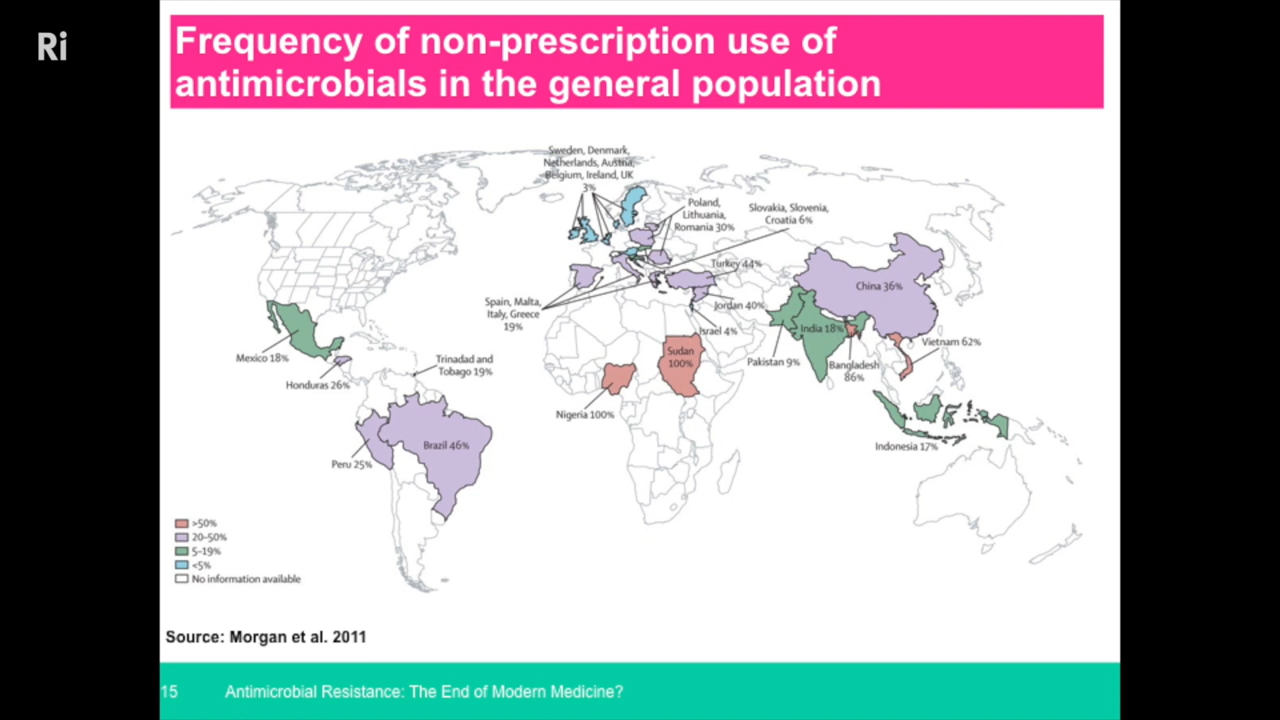 Ri
Frequency of non-prescription use of
antimicrobials in the general population
Sweden, Denmark,
Netherlands, Austria,
Belgium, Ireland, UK
3%
Poland,
Lithuania,
Romania 30%
Slovakia, Slovenia,
Croatia 6%
Turkey 44%
China 36%
Spain, Malta,
Italy, Greece
19%
Jordan 40%
Israel 4%
India 18%
Vietnam 62%
Mexico 18%
Honduras 26%
Trinadad and
Tobago 19%
Sudan
100%
Pakistan 9%
Bangladesh
86%
Nigeria 100%
Brazil 46%
Peru 25%
Indonesia 17%
>50%
20–50%
5–19%
<5%
No information available
Source: Morgan et al. 2011
15 Antimicrobial Resistance: The End of Modern Medicine?